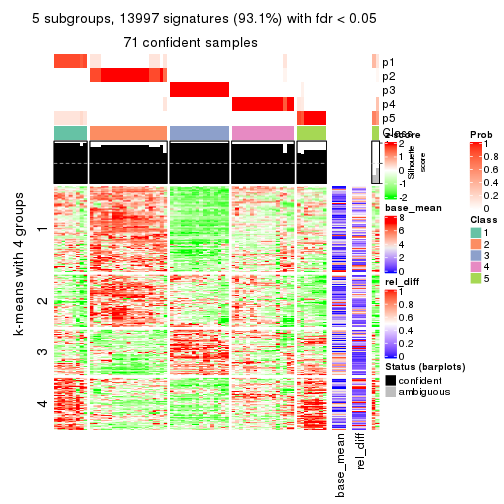 5 subgroups, 13997 signatures (93.1%) with fdr < 0.05
71 confident samples
p1
p2
p3
p4
p5
Class
z-score
2
1
0
-1
-2
Silhouette
score
Prob
1
0.8
0.6
0.4
0.2
0
base_mean
8
6
4
2
0
Class
1
2
3
4
5
rel_diff
1
0.8
0.6
0.4
0.2
0
Status (barplots)
confident
ambiguous
k-means with 4 groups
1
2
3
4
base_mean
rel_diff